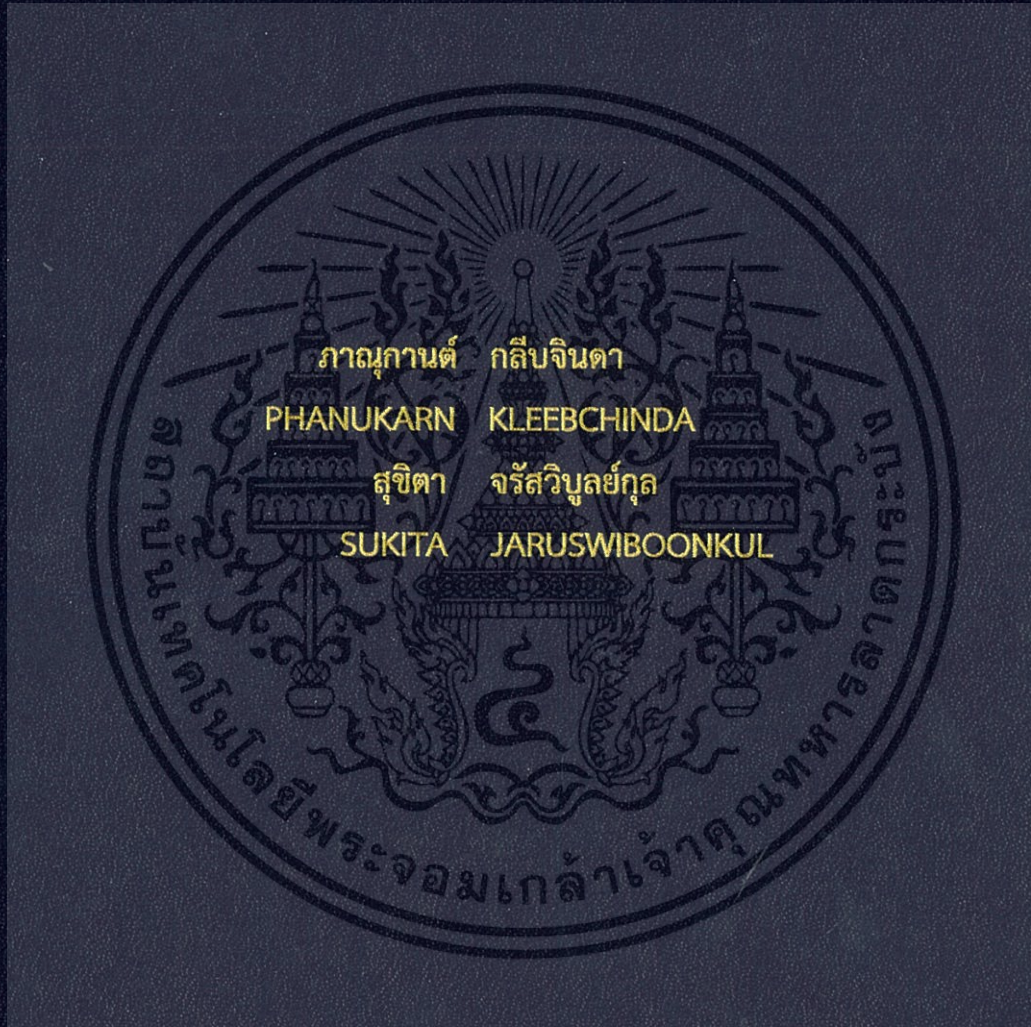 ภาณุกานต์ กลีบจินดา
PHANUKARN KLEEBCHINDA
สุขิตา จรัสวิบูลย์กุล
SUKITA JARUSWIBOONKUL
๔
สถาบันเทคโนโลยีพระจอมเกล้าเจ้าคุณทหารลาดกระบัง